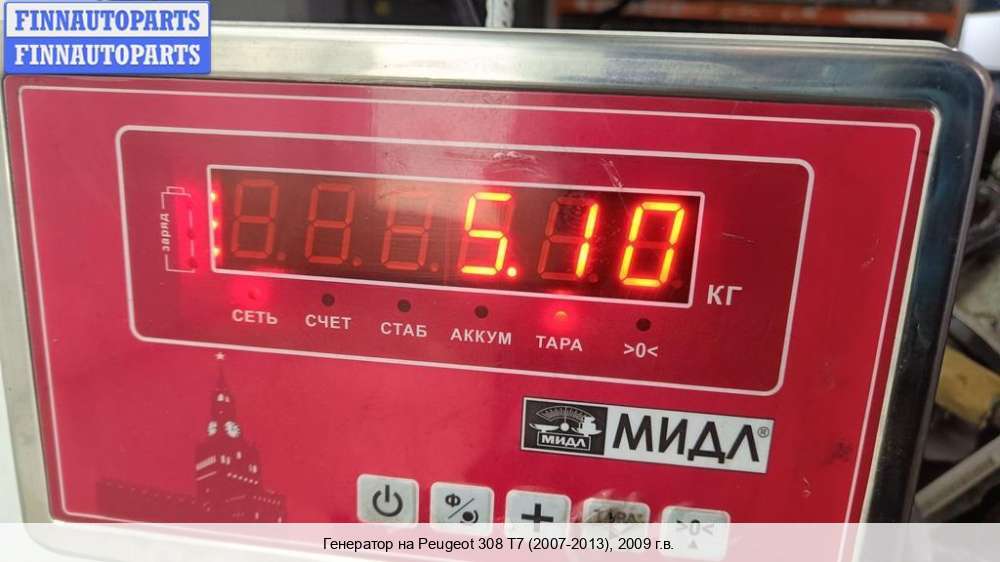 FINNAUTOPARTS
FINNAUTOPARTS
заряд
5.10
КГ
СЕТЬ СЧЕТ СТАБ АККУМ ТАРА >0<
МИДЛ МИДЛ®
Ф
ТАРА >0<
Генератор на Peugeot 308 T7 (2007-2013), 2009 г.в.